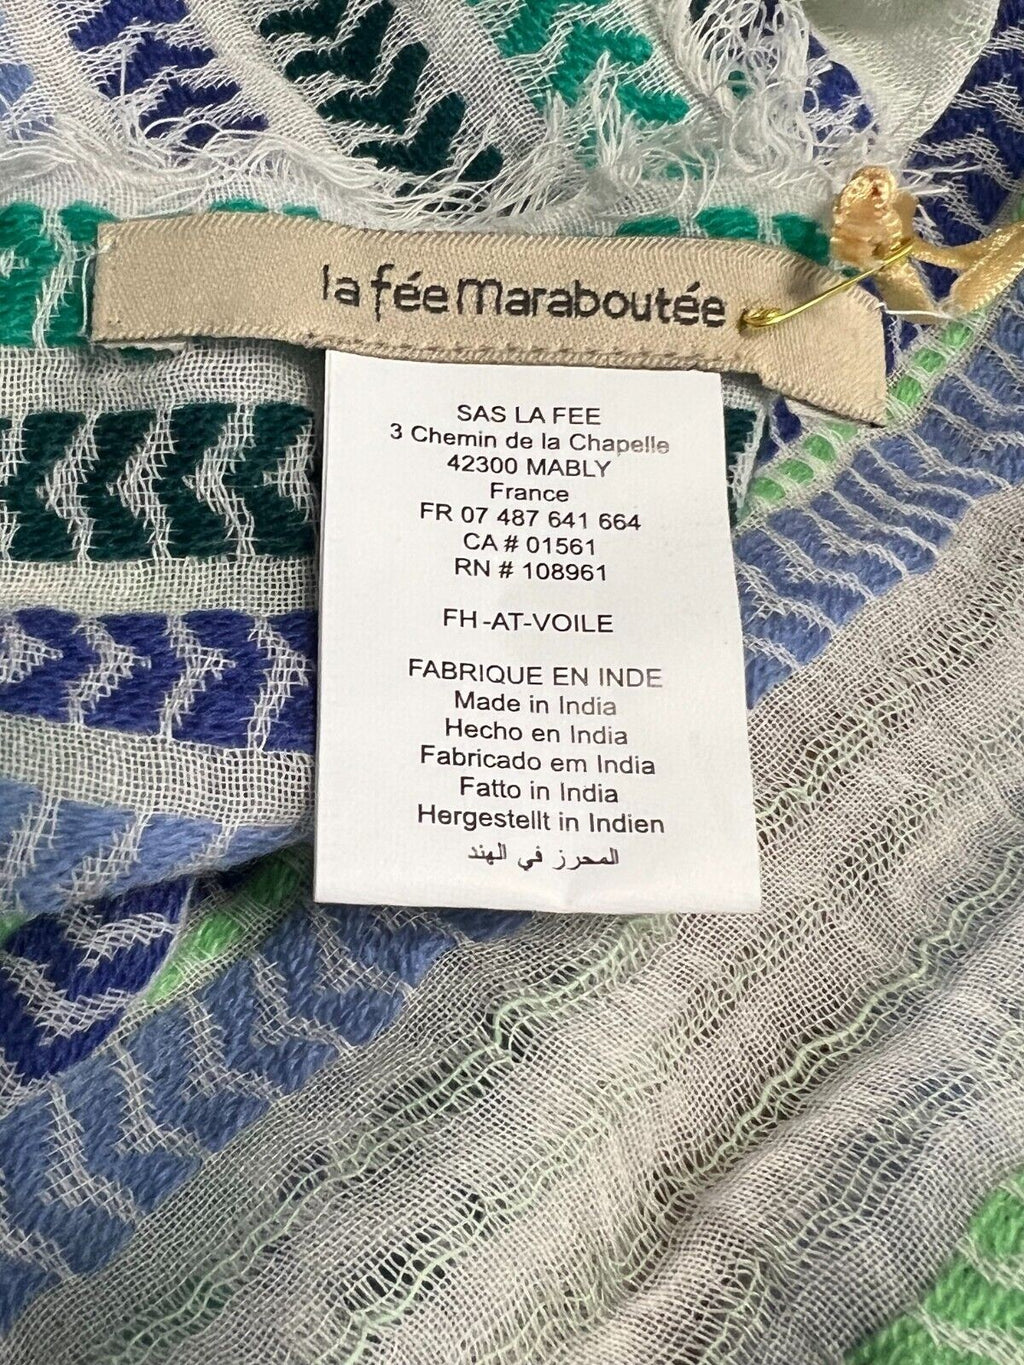 la fée maraboutée
SAS LA FEE
3 Chemin de la Chapelle
42300 MABLY
France
FR 07 487 641 664
CA # 01561
RN # 108961
FH-AT-VOILE
FABRIQUE EN INDE
Made in India
Hecho en India
Fabricado em India
Fatto in India
Hergestellt in Indien
المحرز في الهند